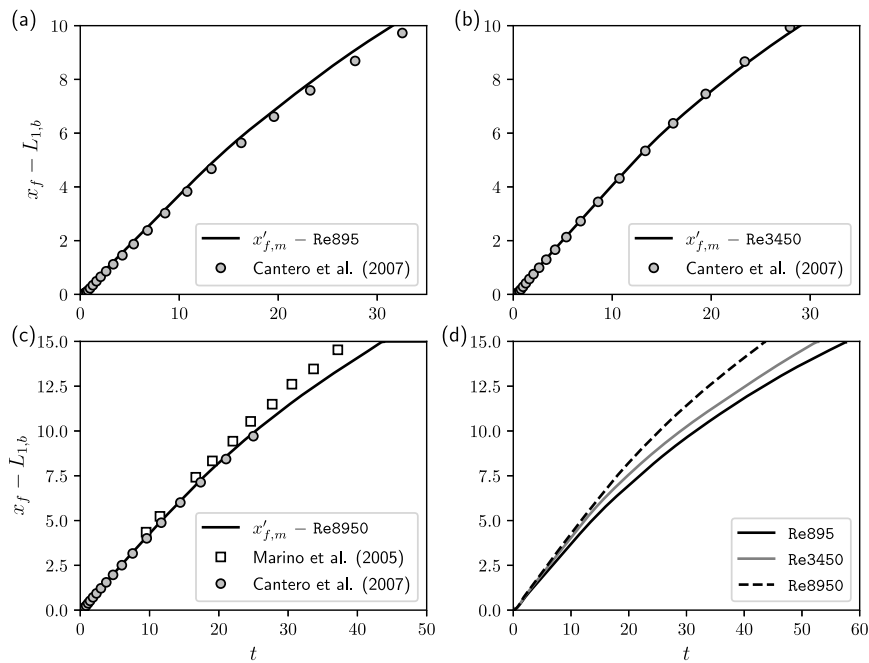 (a)
10
8
6
4
2
0
x_f − L_{1,b}
x′_{f,m} − Re895
Cantero et al. (2007)
0 10 20 30
(b)
10
8
6
4
2
0
x′_{f,m} − Re3450
Cantero et al. (2007)
0 10 20 30
(c)
15.0
12.5
10.0
7.5
5.0
2.5
0.0
x_f − L_{1,b}
x′_{f,m} − Re8950
Marino et al. (2005)
Cantero et al. (2007)
0 10 20 30 40 50
t
(d)
15.0
12.5
10.0
7.5
5.0
2.5
0.0
Re895
Re3450
Re8950
0 10 20 30 40 50 60
t